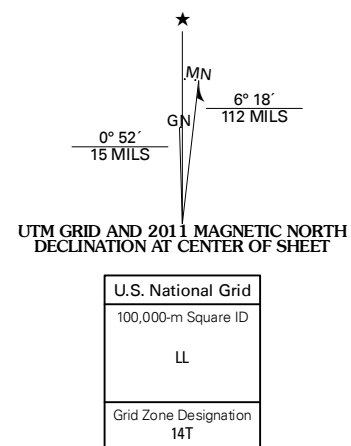 MN
GN
6° 18´
112 MILS
0° 52´
15 MILS
UTM GRID AND 2011 MAGNETIC NORTH
DECLINATION AT CENTER OF SHEET
U.S. National Grid
100,000-m Square ID
LL
Grid Zone Designation
14T